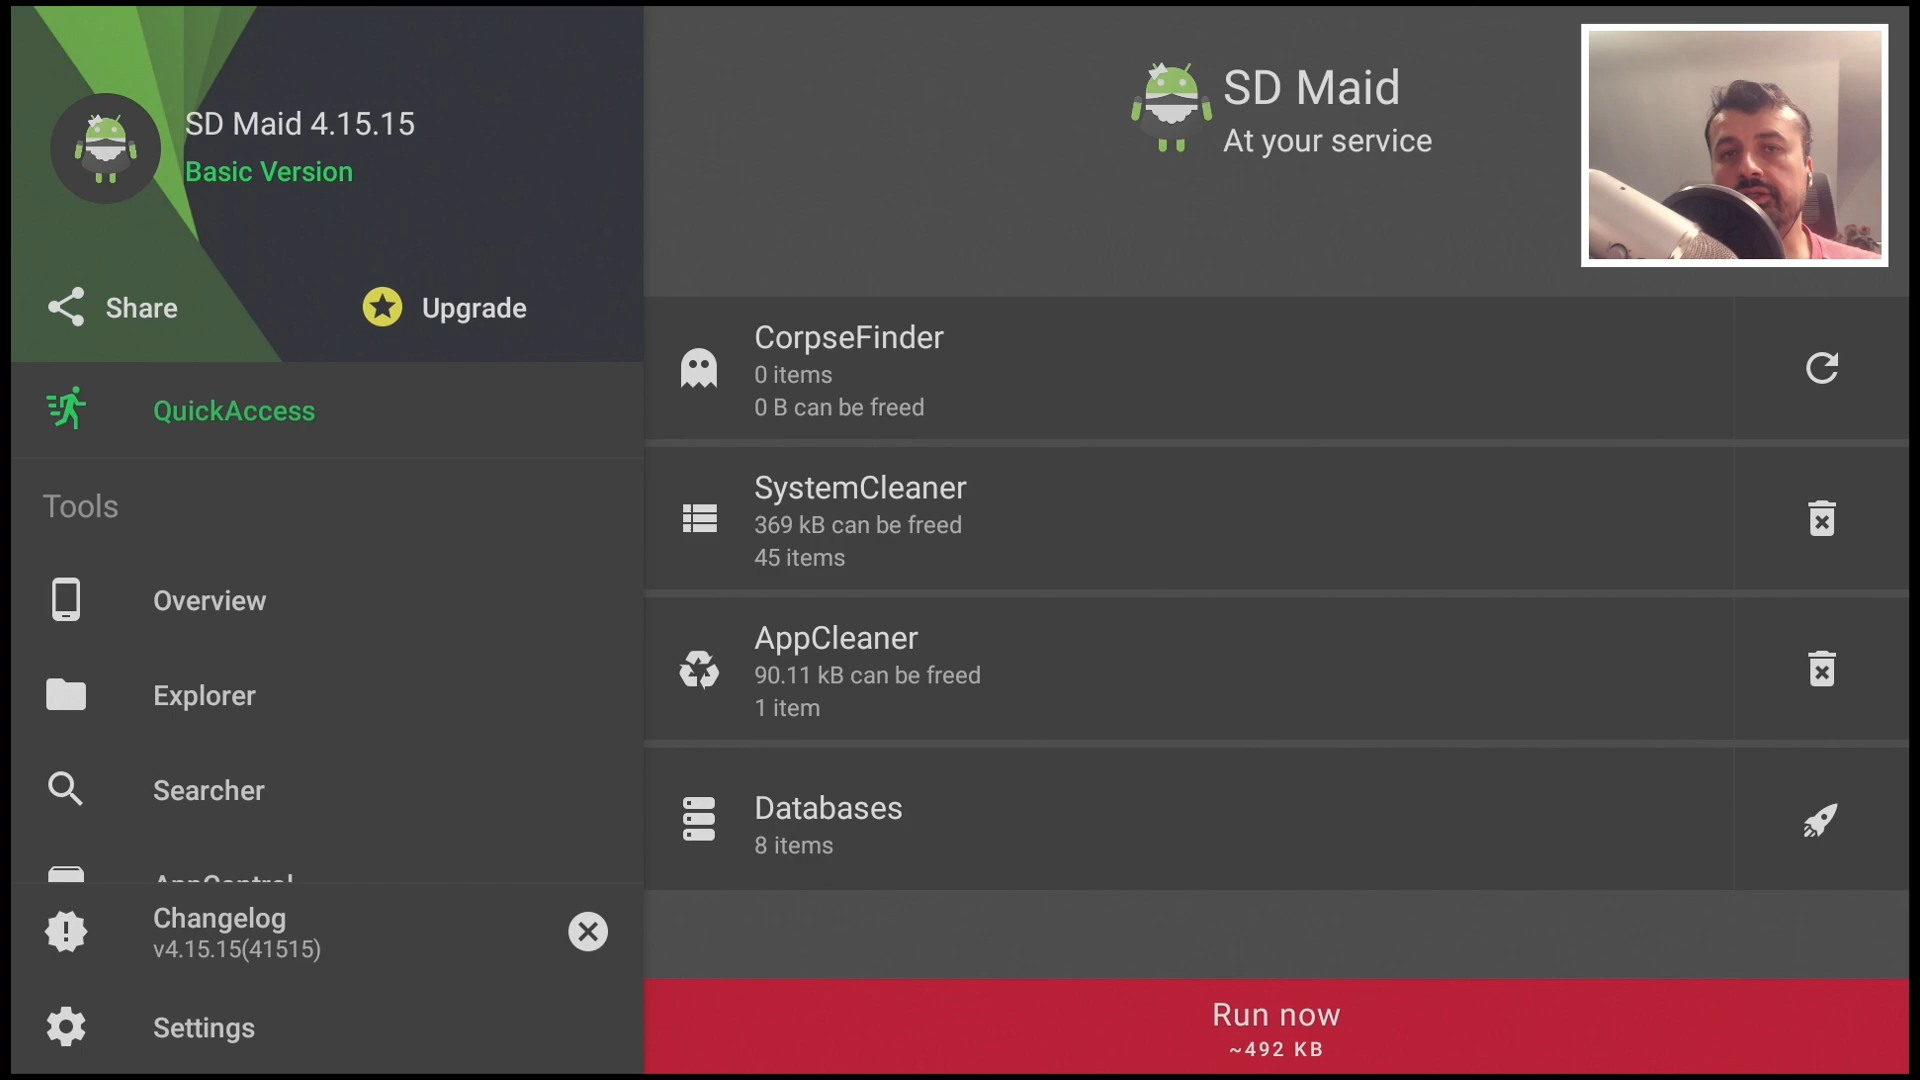 SD Maid 4.15.15
Basic Version
Share
Upgrade
QuickAccess
Tools
Overview
Explorer
Searcher
AppControl
Changelog
v4.15.15(41515)
Settings
SD Maid
At your service
CorpseFinder
0 items
0 B can be freed
SystemCleaner
369 kB can be freed
45 items
AppCleaner
90.11 kB can be freed
1 item
Databases
8 items
Run now
~492 KB